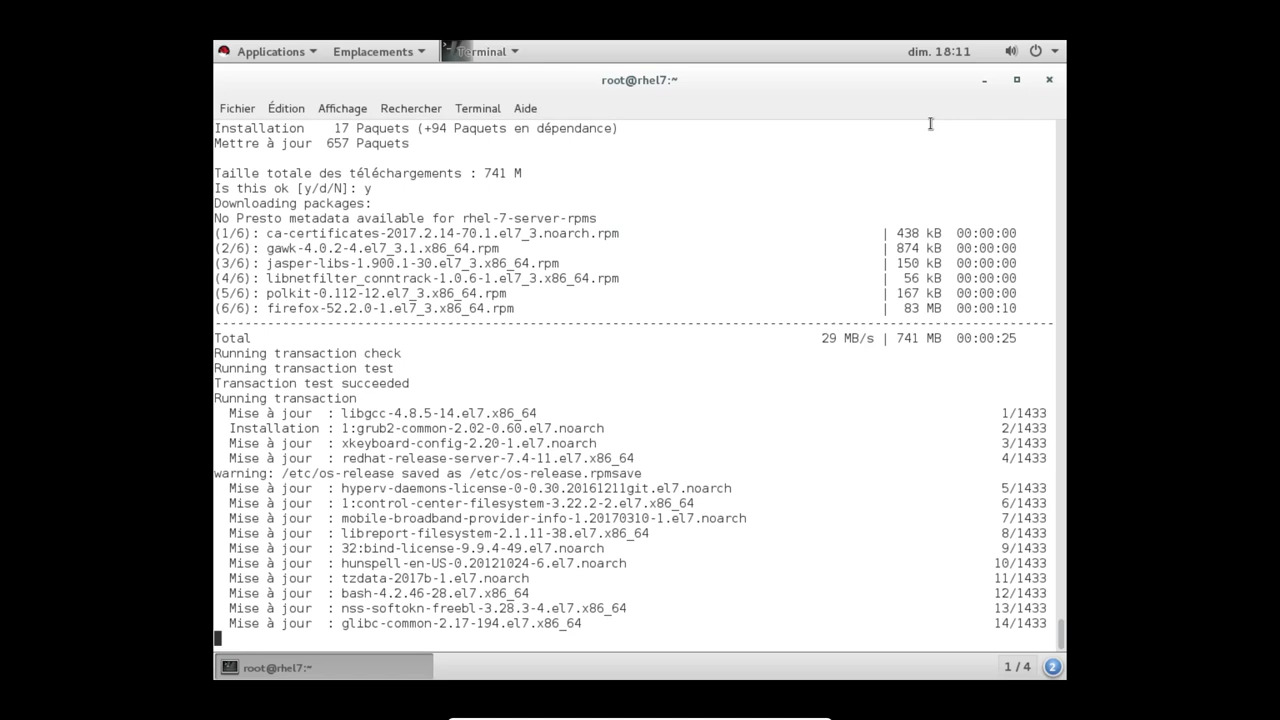 Applications Emplacements Terminal dim. 18:11
root@rhel7:~
Fichier Édition Affichage Rechercher Terminal Aide
Installation 17 Paquets (+94 Paquets en dépendance)
Mettre à jour 657 Paquets
Taille totale des téléchargements : 741 M
Is this ok [y/d/N]: y
Downloading packages:
No Presto metadata available for rhel-7-server-rpms
(1/6): ca-certificates-2017.2.14-70.1.el7_3.noarch.rpm | 438 kB 00:00:00
(2/6): gawk-4.0.2-4.el7_3.1.x86_64.rpm | 874 kB 00:00:00
(3/6): jasper-libs-1.900.1-30.el7_3.x86_64.rpm | 150 kB 00:00:00
(4/6): libnetfilter_conntrack-1.0.6-1.el7_3.x86_64.rpm | 56 kB 00:00:00
(5/6): polkit-0.112-12.el7_3.x86_64.rpm | 167 kB 00:00:00
(6/6): firefox-52.2.0-1.el7_3.x86_64.rpm | 83 MB 00:00:10
--------------------------------------------------------------------------------
Total 29 MB/s | 741 MB 00:00:25
Running transaction check
Running transaction test
Transaction test succeeded
Running transaction
Mise à jour : libgcc-4.8.5-14.el7.x86_64 1/1433
Installation : 1:grub2-common-2.02-0.60.el7.noarch 2/1433
Mise à jour : xkeyboard-config-2.20-1.el7.noarch 3/1433
Mise à jour : redhat-release-server-7.4-11.el7.x86_64 4/1433
warning: /etc/os-release saved as /etc/os-release.rpmsave
Mise à jour : hyperv-daemons-license-0-0.30.20161211git.el7.noarch 5/1433
Mise à jour : 1:control-center-filesystem-3.22.2-2.el7.x86_64 6/1433
Mise à jour : mobile-broadband-provider-info-1.20170310-1.el7.noarch 7/1433
Mise à jour : libreport-filesystem-2.1.11-38.el7.x86_64 8/1433
Mise à jour : 32:bind-license-9.9.4-49.el7.noarch 9/1433
Mise à jour : hunspell-en-US-0.20121024-6.el7.noarch 10/1433
Mise à jour : tzdata-2017b-1.el7.noarch 11/1433
Mise à jour : bash-4.2.46-28.el7.x86_64 12/1433
Mise à jour : nss-softokn-freebl-3.28.3-4.el7.x86_64 13/1433
Mise à jour : glibc-common-2.17-194.el7.x86_64 14/1433
root@rhel7:~ 1 / 4 2